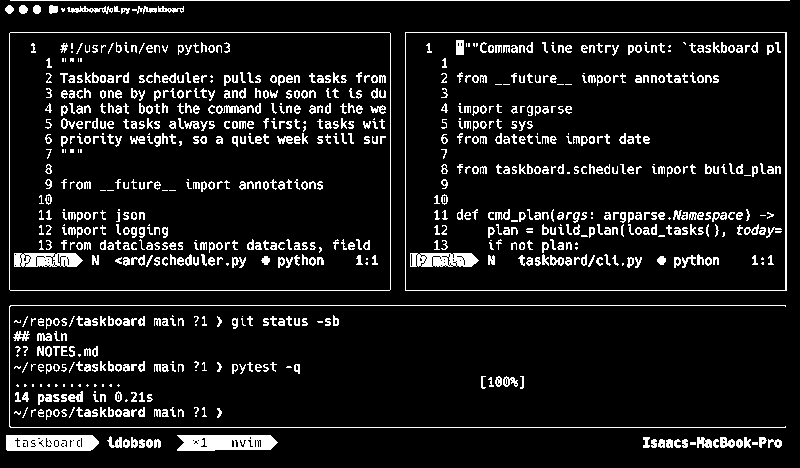 v taskboard/cli.py ~/r/taskboard
1 #!/usr/bin/env python3
1 """
2 Taskboard scheduler: pulls open tasks from
3 each one by priority and how soon it is du
4 plan that both the command line and the we
5 Overdue tasks always come first; tasks wit
6 priority weight, so a quiet week still sur
7 """
8
9 from __future__ import annotations
10
11 import json
12 import logging
13 from dataclasses import dataclass, field
main N <ard/scheduler.py ● python 1:1
1 """Command line entry point: `taskboard pl
1
2 from __future__ import annotations
3
4 import argparse
5 import sys
6 from datetime import date
7
8 from taskboard.scheduler import build_plan
9
10
11 def cmd_plan(args: argparse.Namespace) ->
12 plan = build_plan(load_tasks(), today=
13 if not plan:
main N taskboard/cli.py ● python 1:1
~/repos/taskboard main ?1 ❯ git status -sb
## main
?? NOTES.md
~/repos/taskboard main ?1 ❯ pytest -q
.............. [100%]
14 passed in 0.21s
~/repos/taskboard main ?1 ❯
taskboard idobson *1 nvim Isaacs-MacBook-Pro